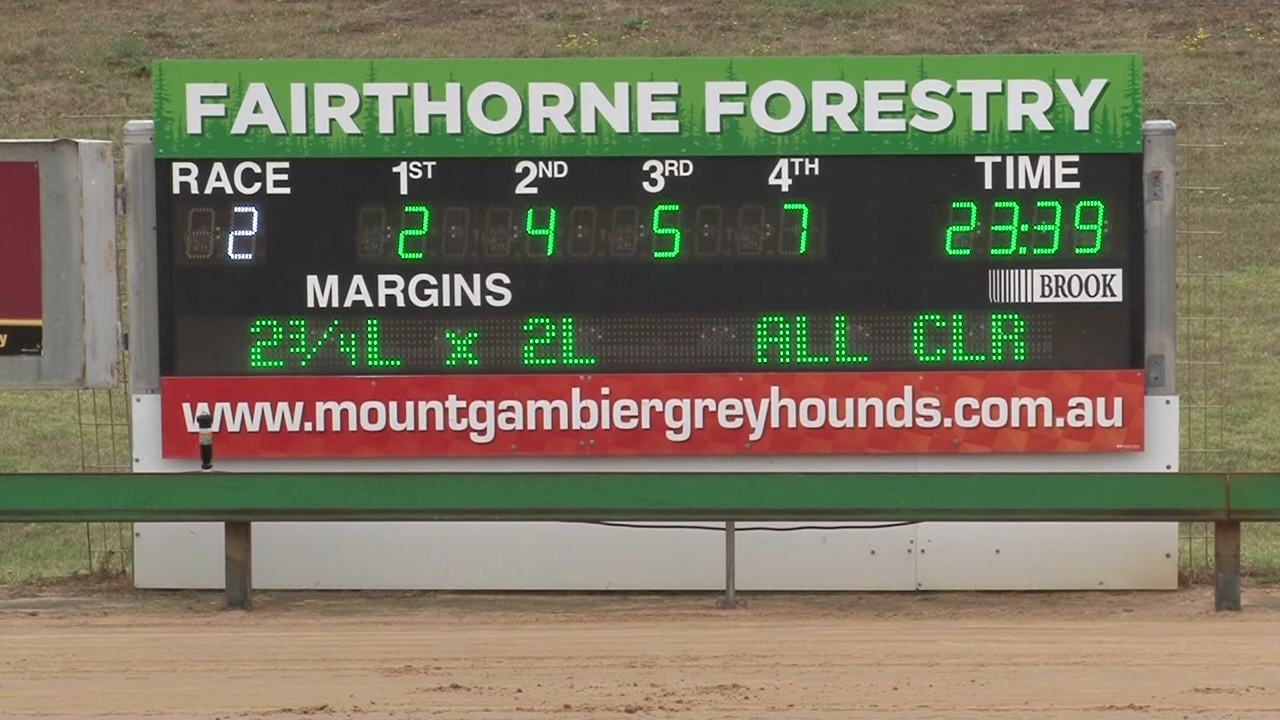 FAIRTHORNE FORESTRY
RACE 1ST 2ND 3RD 4TH TIME
2 2 4 5 7 23:39
MARGINS
BROOK
2¾L x 2L ALL CLR
www.mountgambiergreyhounds.com.au
y